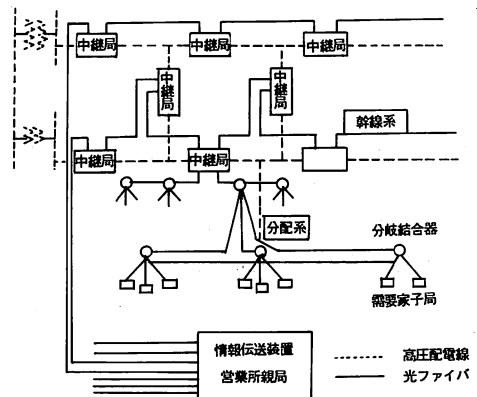 中継局
中継局
中継局
中継局
中継局
幹線系
中継局
中継局
分配系
分岐結合器
需要家子局
情報伝送装置
営業所親局
高圧配電線
光ファイバ